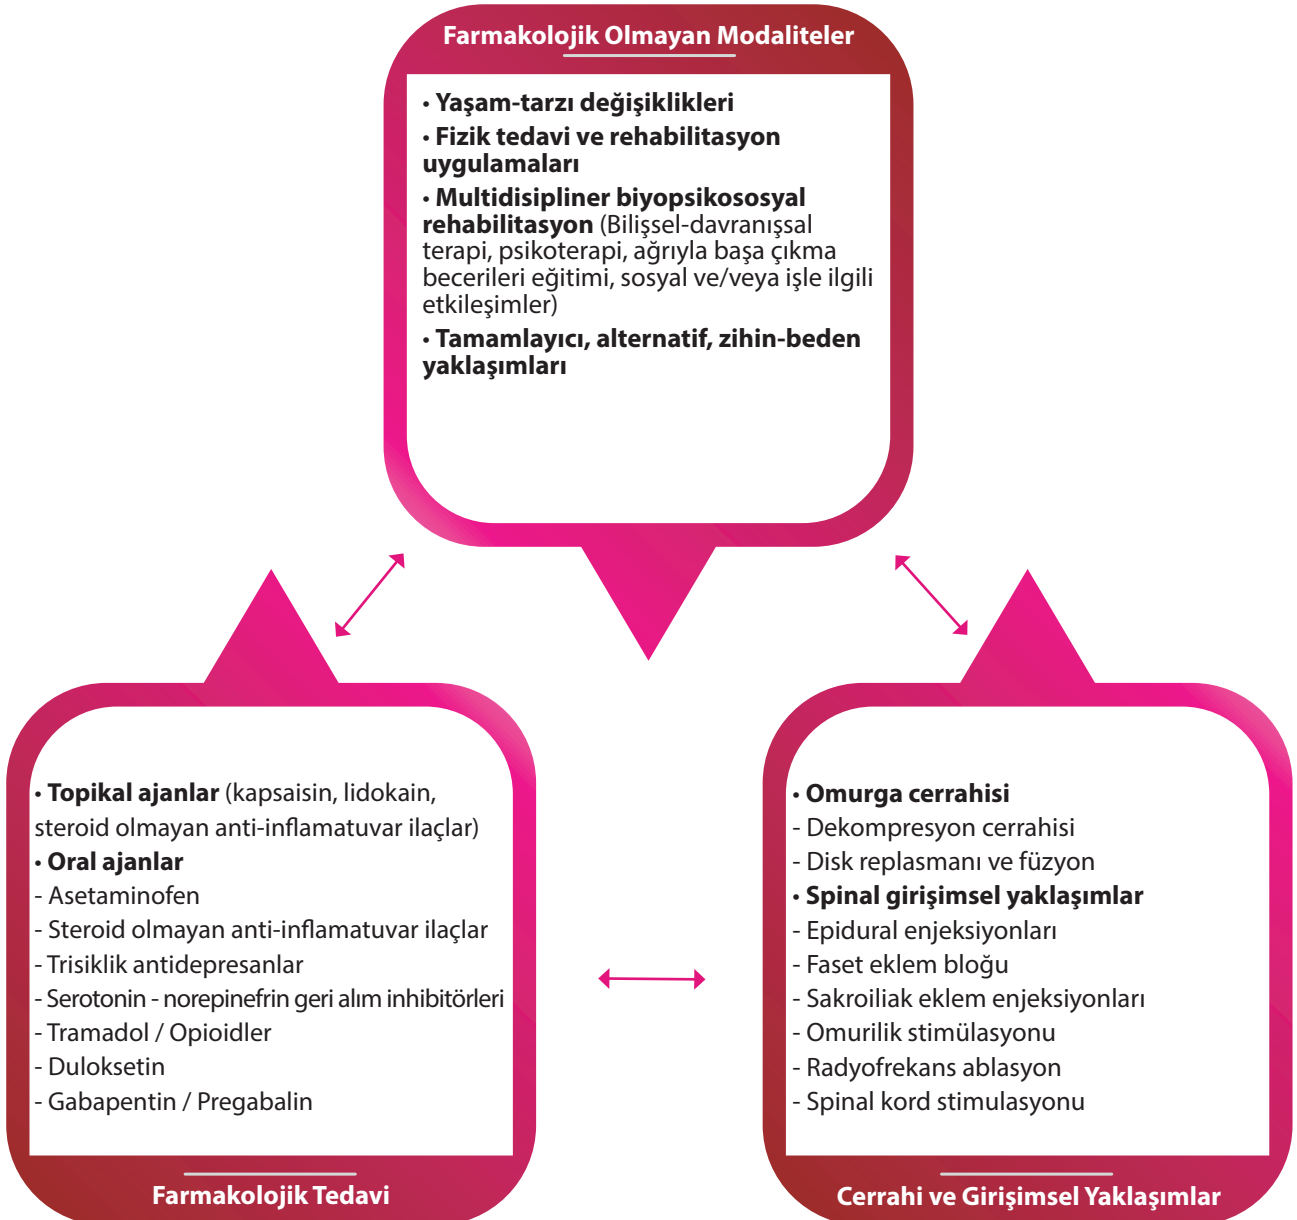 Farmakolojik Olmayan Modaliteler
• Yaşam-tarzı değişiklikleri
• Fizik tedavi ve rehabilitasyon
uygulamaları
• Multidisipliner biyopsikososyal
rehabilitasyon (Bilişsel-davranışsal
terapi, psikoterapi, ağrıyla başa çıkma
becerileri eğitimi, sosyal ve/veya işle ilgili
etkileşimler)
• Tamamlayıcı, alternatif, zihin-beden
yaklaşımları
• Topikal ajanlar (kapsaisin, lidokain,
steroid olmayan anti-inflamatuvar ilaçlar)
• Oral ajanlar
- Asetaminofen
- Steroid olmayan anti-inflamatuvar ilaçlar
- Trisiklik antidepresanlar
- Serotonin - norepinefrin geri alım inhibitörleri
- Tramadol / Opioidler
- Duloksetin
- Gabapentin / Pregabalin
Farmakolojik Tedavi
• Omurga cerrahisi
- Dekompresyon cerrahisi
- Disk replasmanı ve füzyon
• Spinal girişimsel yaklaşımlar
- Epidural enjeksiyonları
- Faset eklem bloğu
- Sakroiliak eklem enjeksiyonları
- Omurilik stimülasyonu
- Radyofrekans ablasyon
- Spinal kord stimulasyonu
Cerrahi ve Girişimsel Yaklaşımlar